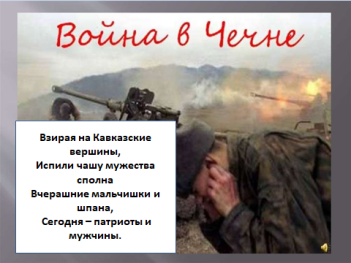 Война в Чечне
Взирая на Кавказские
вершины,
Испили чашу мужества
сполна
Вчерашние мальчишки и
шпана,
Сегодня – патриоты и
мужчины.